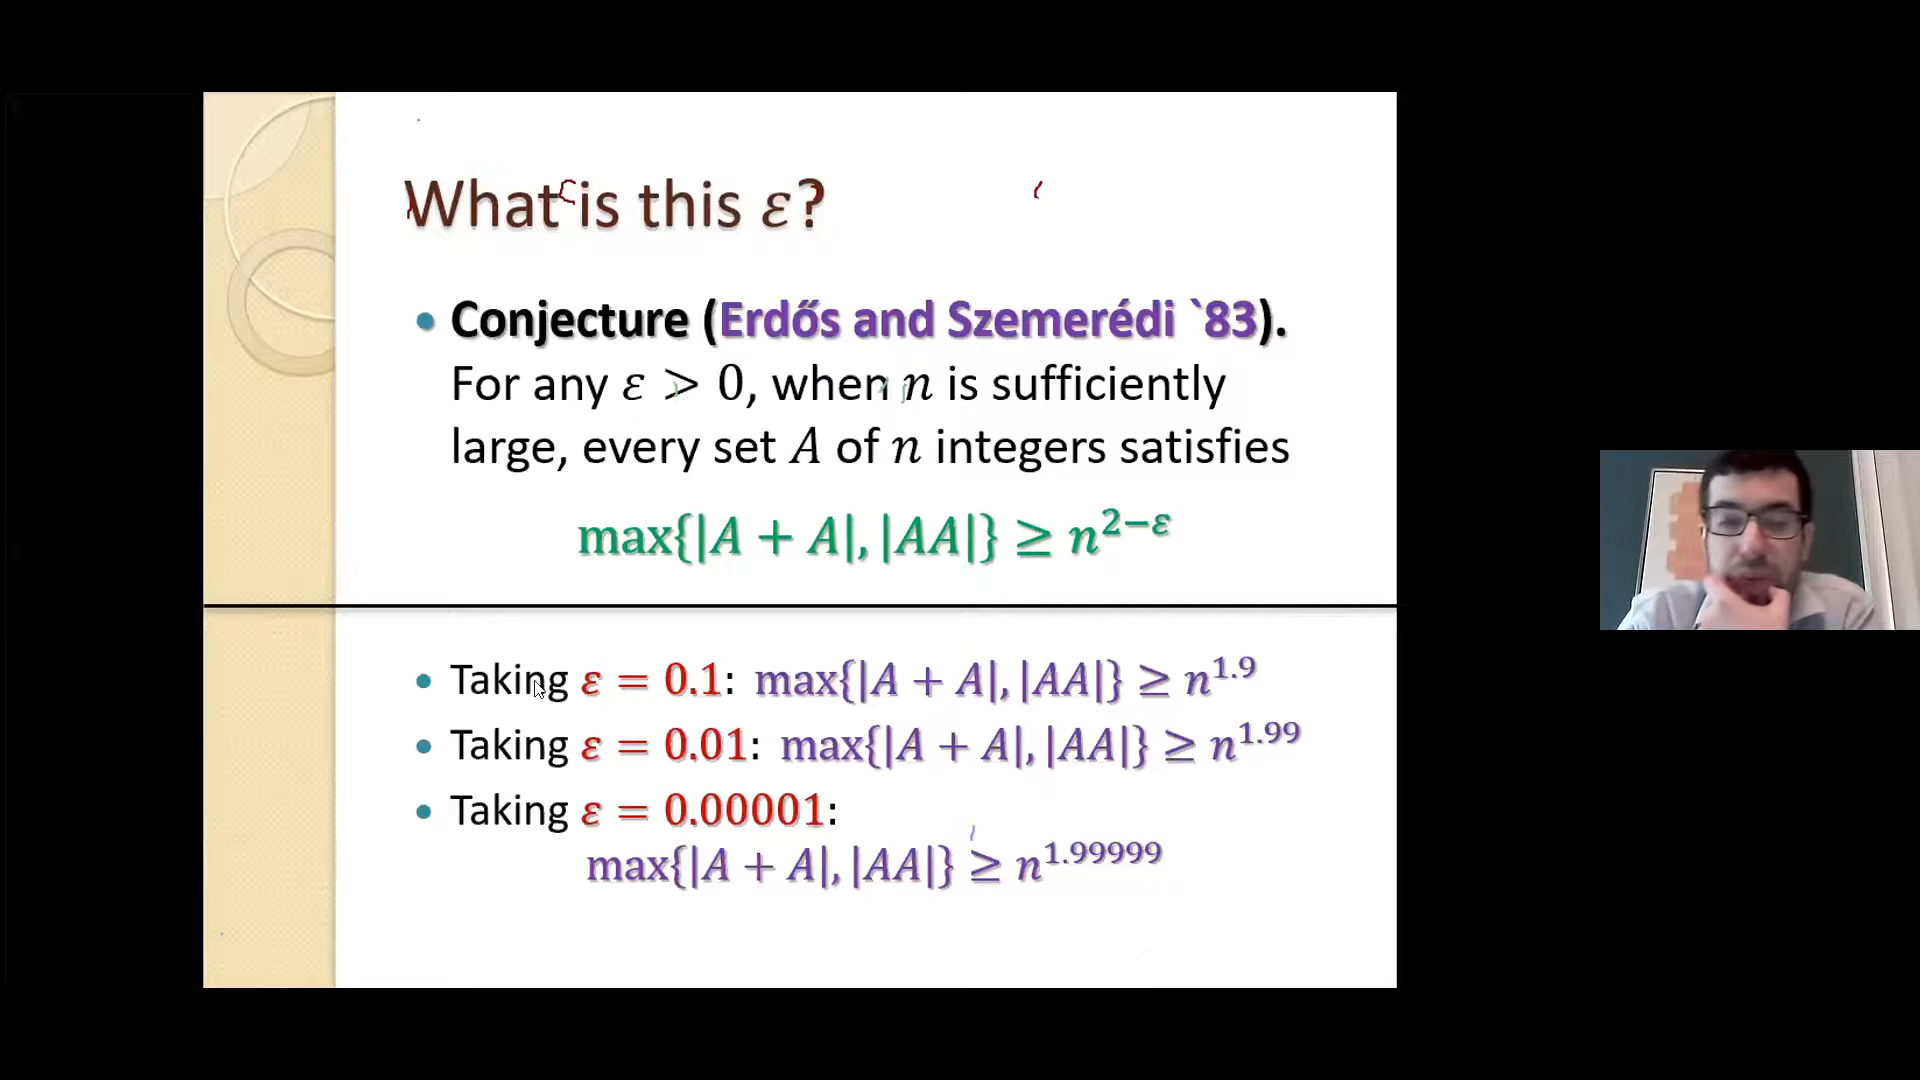 What is this ε?
• Conjecture (Erdős and Szemerédi `83).
For any ε > 0, when n is sufficiently
large, every set A of n integers satisfies
max{|A + A|, |AA|} ≥ n^{2−ε}
• Taking ε = 0.1: max{|A + A|, |AA|} ≥ n^{1.9}
• Taking ε = 0.01: max{|A + A|, |AA|} ≥ n^{1.99}
• Taking ε = 0.00001:
max{|A + A|, |AA|} ≥ n^{1.99999}